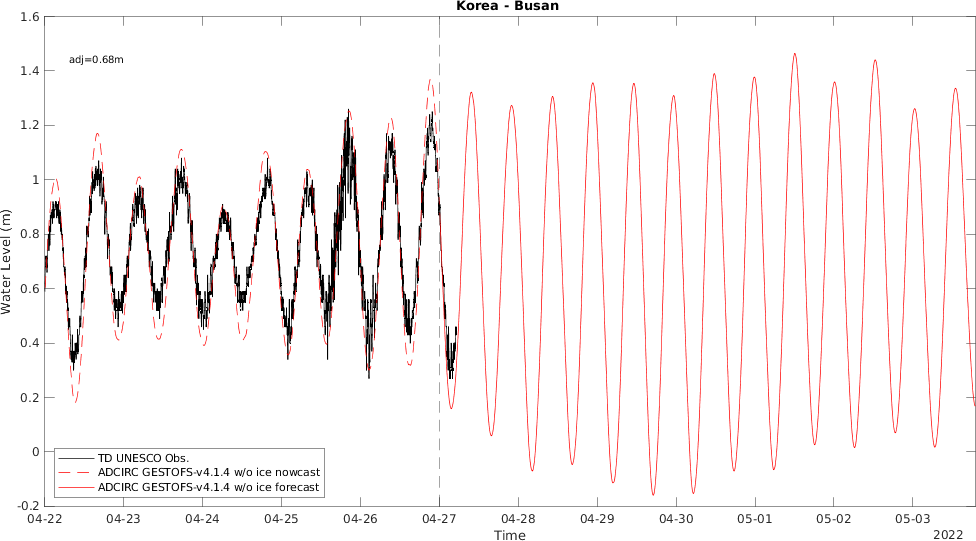 Korea - Busan
1.6
1.4
1.2
1
0.8
0.6
0.4
0.2
0
-0.2
Water Level (m)
adj=0.68m
TD UNESCO Obs.
ADCIRC GESTOFS-v4.1.4 w/o ice nowcast
ADCIRC GESTOFS-v4.1.4 w/o ice forecast
04-22 04-23 04-24 04-25 04-26 04-27 04-28 04-29 04-30 05-01 05-02 05-03
Time
2022